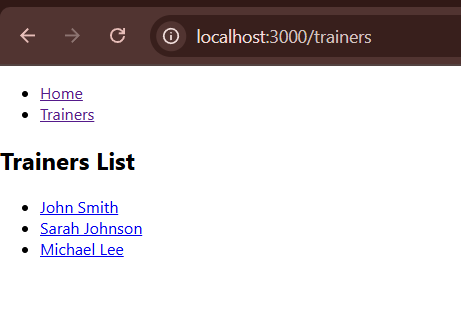 localhost:3000/trainers
Home
Trainers
Trainers List
John Smith
Sarah Johnson
Michael Lee